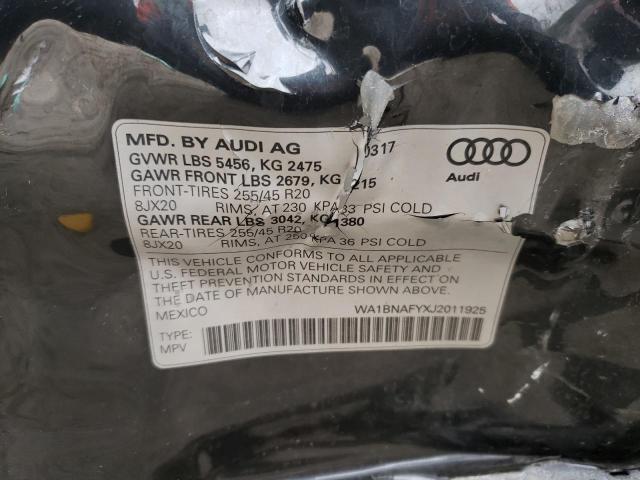 MFD. BY AUDI AG 0317
GVWR LBS 5456, KG 2475
GAWR FRONT LBS 2679, KG 215
FRONT-TIRES 255/45 R20
8JX20 RIMS, AT 230 KPA 33 PSI COLD
GAWR REAR LBS 3042, KG 1380
REAR-TIRES 255/45 R20
8JX20 RIMS, AT 250 KPA 36 PSI COLD
Audi
THIS VEHICLE CONFORMS TO ALL APPLICABLE
U.S. FEDERAL MOTOR VEHICLE SAFETY AND
THEFT PREVENTION STANDARDS IN EFFECT ON
THE DATE OF MANUFACTURE SHOWN ABOVE.
MEXICO
WA1BNAFYXJ2011925
TYPE:
MPV